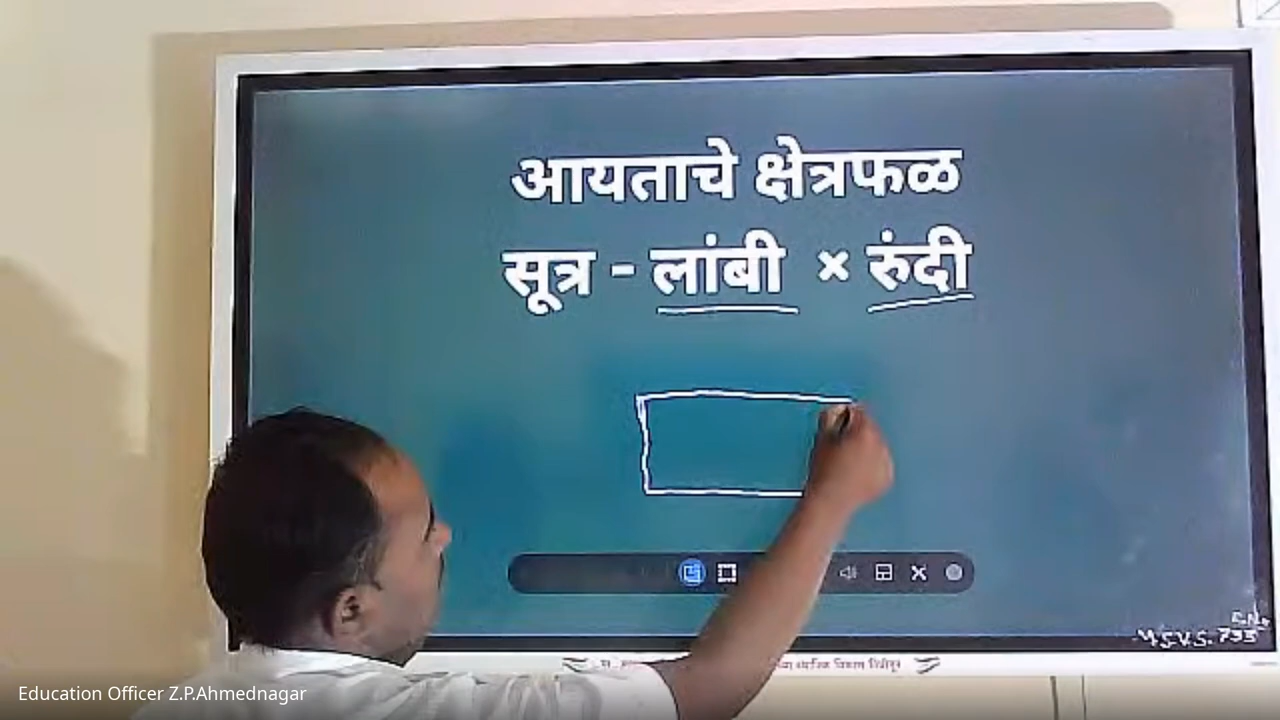 आयताचे क्षेत्रफळ
सूत्र - लांबी × रुंदी
Education Officer Z.P.Ahmednagar